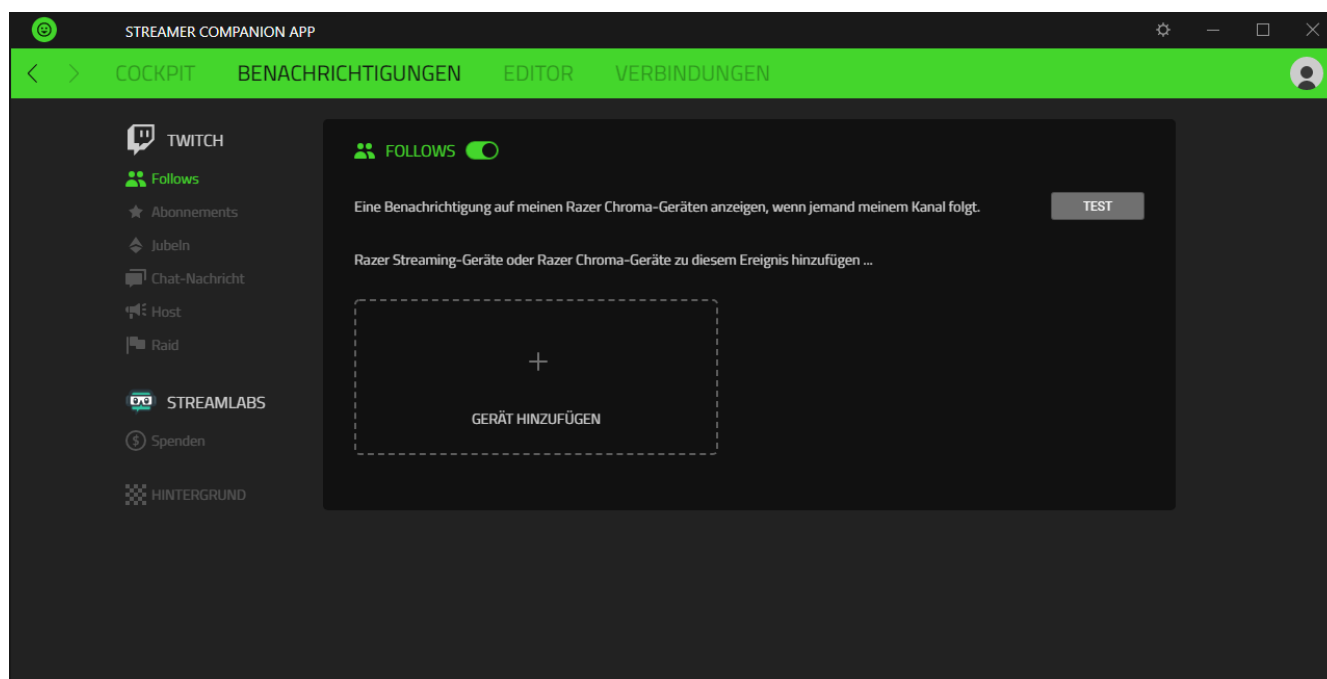 STREAMER COMPANION APP
COCKPIT BENACHRICHTIGUNGEN EDITOR VERBINDUNGEN
TWITCH
Follows
Abonnements
Jubeln
Chat-Nachricht
Host
Raid
STREAMLABS
Spenden
HINTERGRUND
FOLLOWS
Eine Benachrichtigung auf meinen Razer Chroma-Geräten anzeigen, wenn jemand meinem Kanal folgt.
TEST
Razer Streaming-Geräte oder Razer Chroma-Geräte zu diesem Ereignis hinzufügen ...
GERÄT HINZUFÜGEN